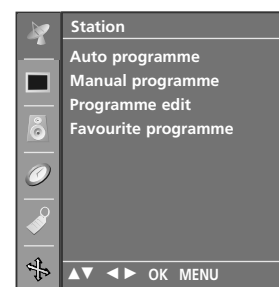 Station
Auto programme
Manual programme
Programme edit
Favourite programme
▲▼ ◄► OK MENU